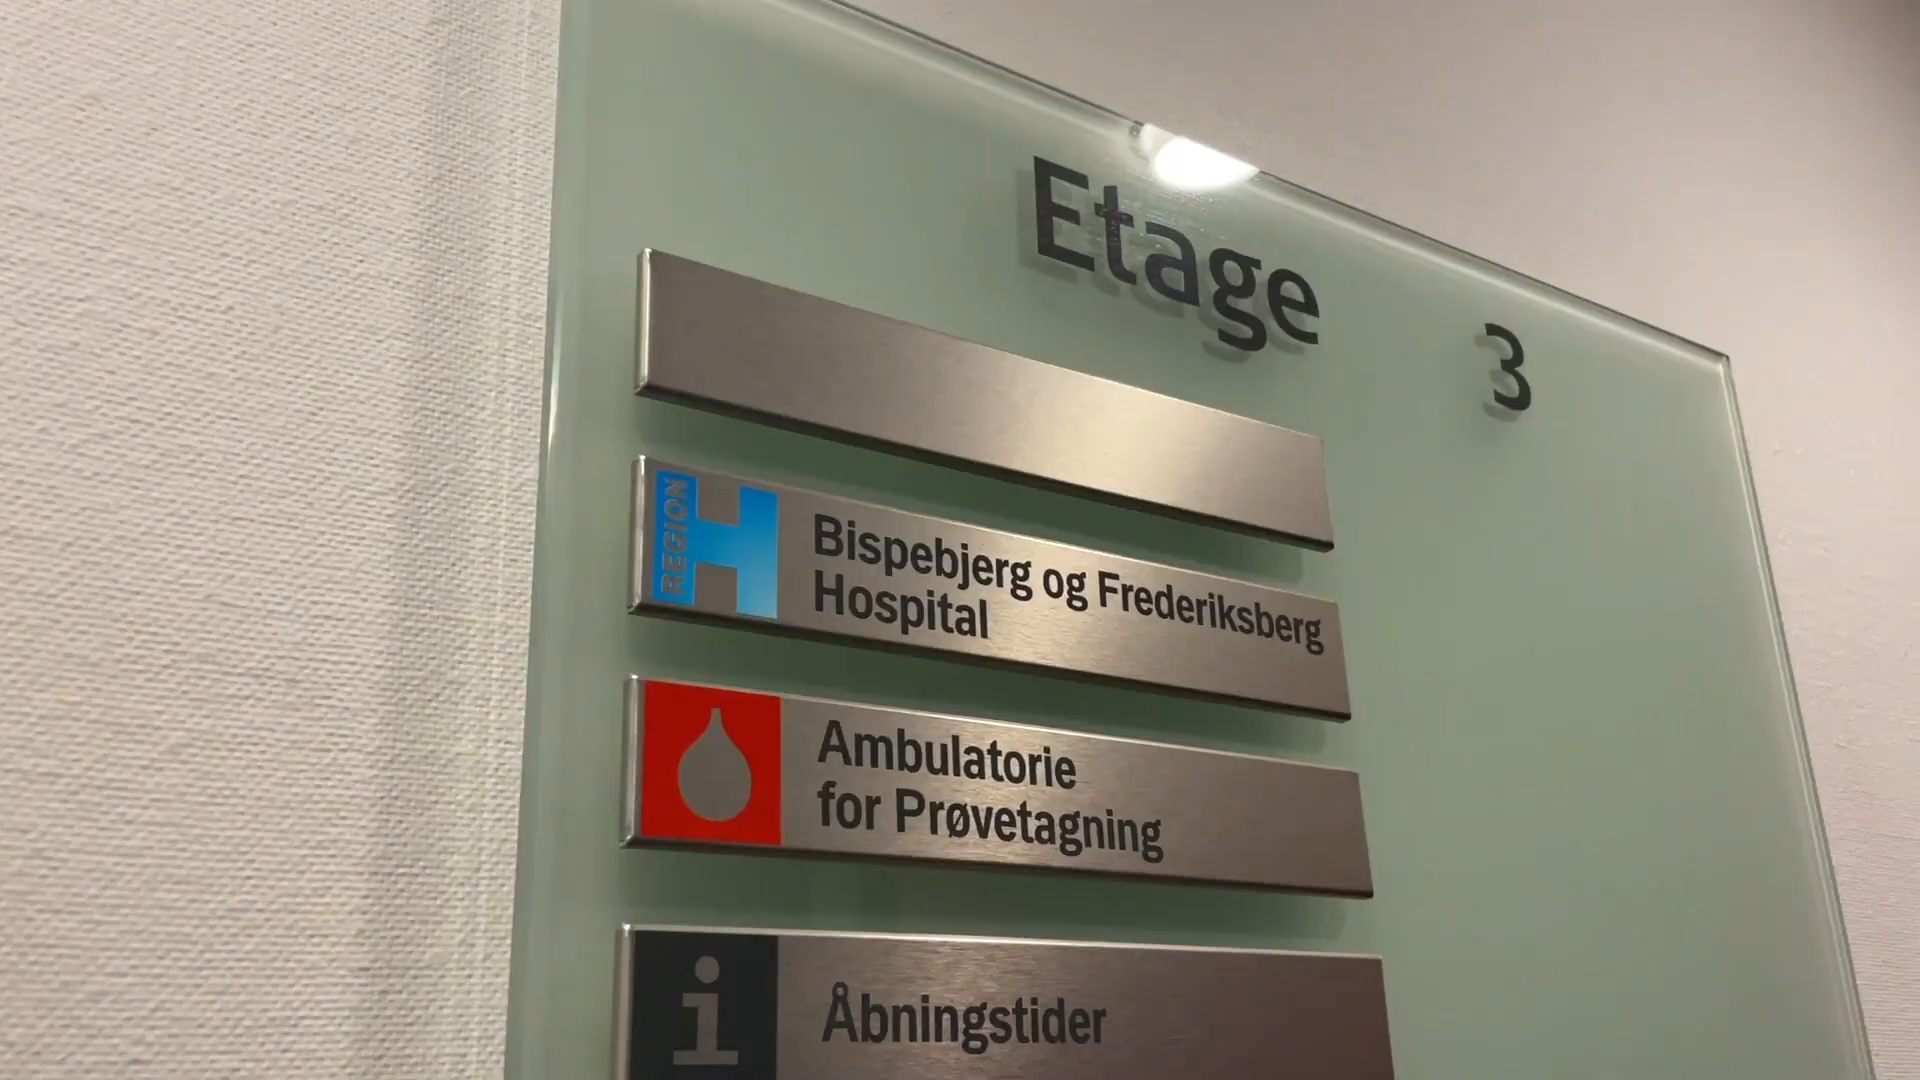 Etage 3
REGION H
Bispebjerg og Frederiksberg
Hospital
Ambulatorie
for Prøvetagning
i
Åbningstider